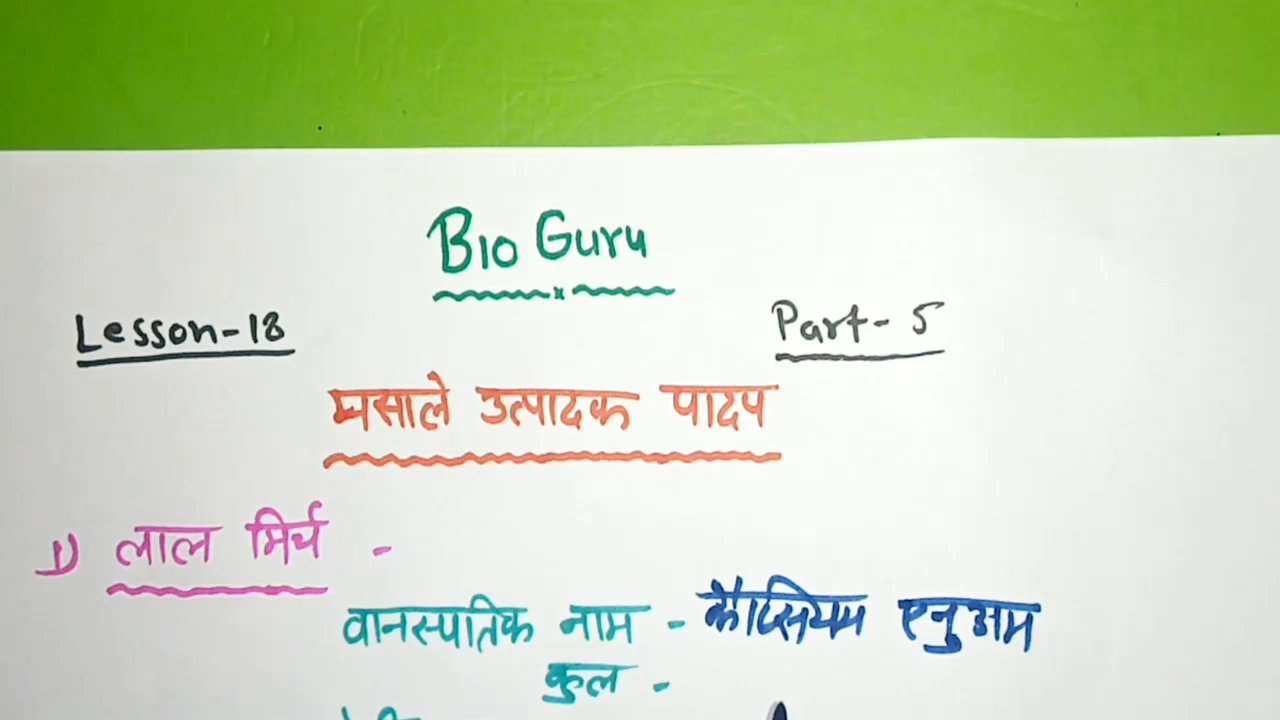 Bio Guru
Lesson-18 Part- 5
मसाले उत्पादक पादप
1) लाल मिर्च -
वानस्पतिक नाम - कैप्सियम एनुअम
कुल -